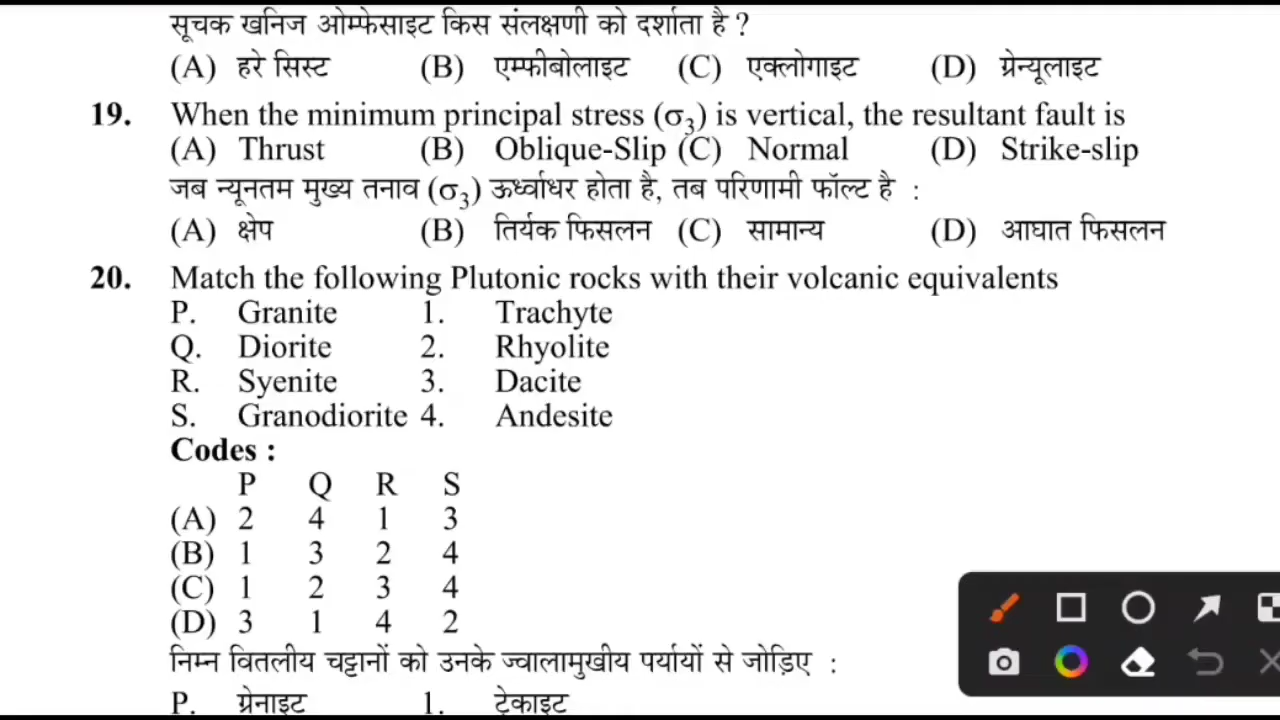 सूचक खनिज ओम्फेसाइट किस संलक्षणी को दर्शाता है ?
(A) हरे सिस्ट (B) एम्फीबोलाइट (C) एक्लोगाइट (D) ग्रेन्यूलाइट
19. When the minimum principal stress (σ₃) is vertical, the resultant fault is
(A) Thrust (B) Oblique-Slip (C) Normal (D) Strike-slip
जब न्यूनतम मुख्य तनाव (σ₃) ऊर्ध्वाधर होता है, तब परिणामी फॉल्ट है :
(A) क्षेप (B) तिर्यक फिसलन (C) सामान्य (D) आघात फिसलन
20. Match the following Plutonic rocks with their volcanic equivalents
P. Granite 1. Trachyte
Q. Diorite 2. Rhyolite
R. Syenite 3. Dacite
S. Granodiorite 4. Andesite
Codes :
P Q R S
(A) 2 4 1 3
(B) 1 3 2 4
(C) 1 2 3 4
(D) 3 1 4 2
निम्न वितलीय चट्टानों को उनके ज्वालामुखीय पर्यायों से जोड़िए :
P. ग्रेनाइट 1. ट्रेकाइट